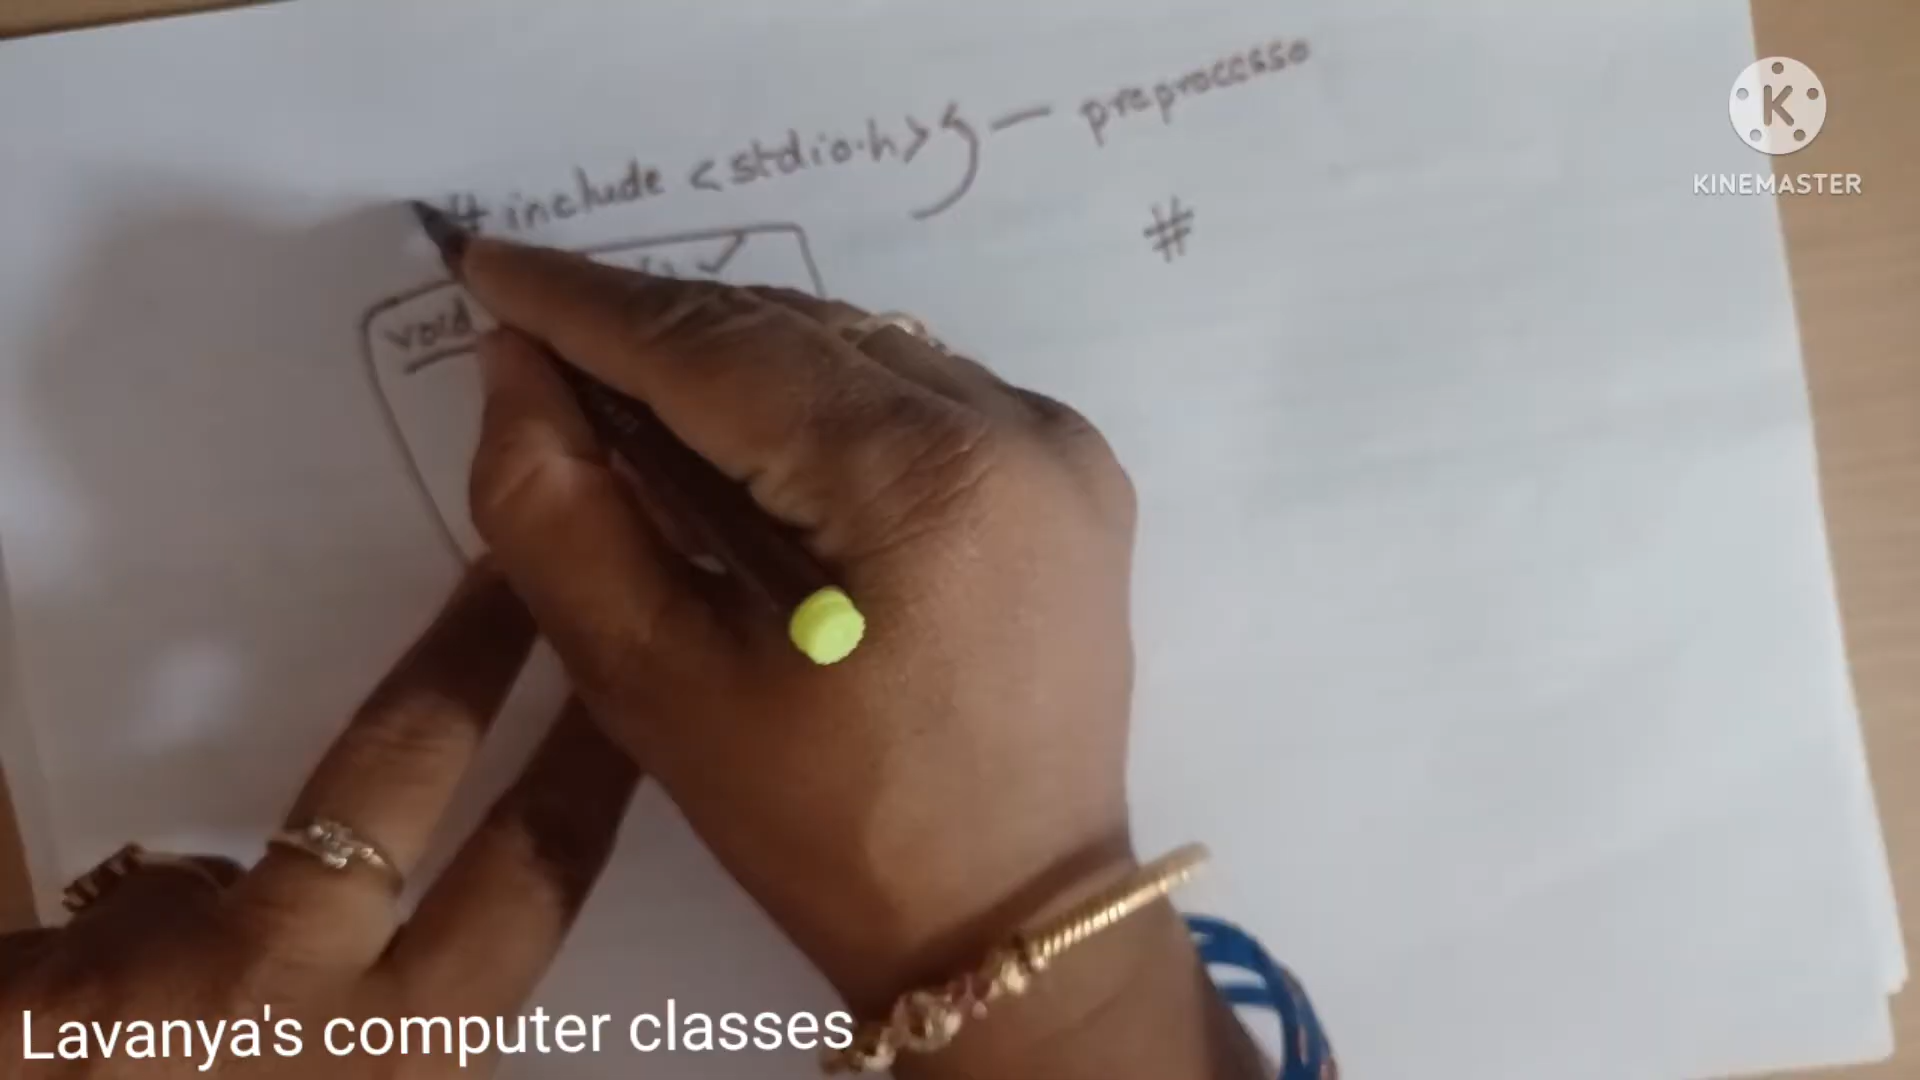 # include <stdio.h> } — preprocesso
#
void
KINEMASTER
Lavanya's computer classes